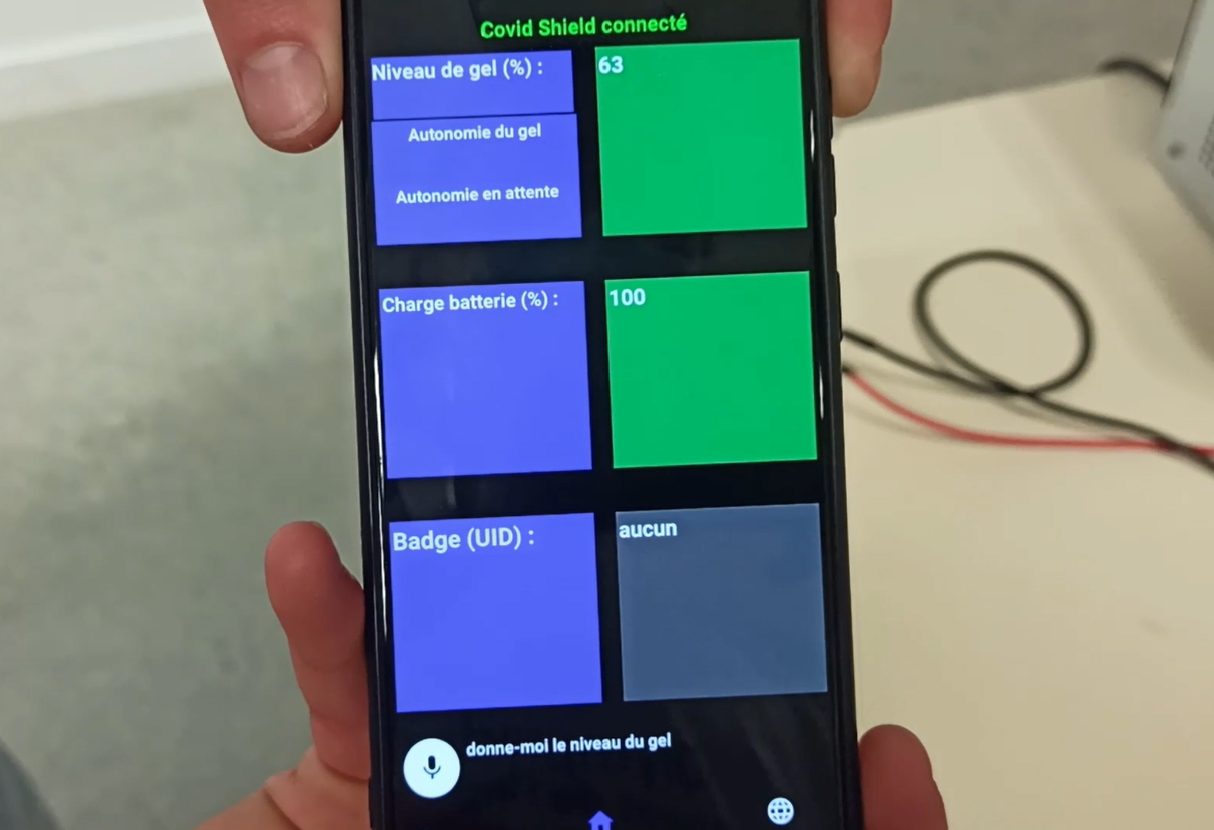 Covid Shield connecté
Niveau de gel (%) :
63
Autonomie du gel
Autonomie en attente
Charge batterie (%) :
100
Badge (UID) :
aucun
donne-moi le niveau du gel